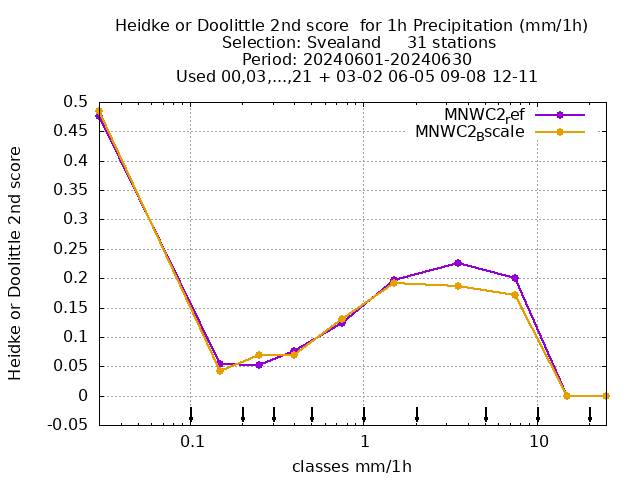 Heidke or Doolittle 2nd score  for 1h Precipitation (mm/1h)
Selection: Svealand     31 stations
Period: 20240601-20240630
Used 00,03,...,21 + 03-02 06-05 09-08 12-11
MNWC2ref
MNWC2Bscale
0.5
0.45
0.4
0.35
0.3
0.25
0.2
0.15
0.1
0.05
0
-0.05
Heidke or Doolittle 2nd score
0.1
1
10
classes mm/1h